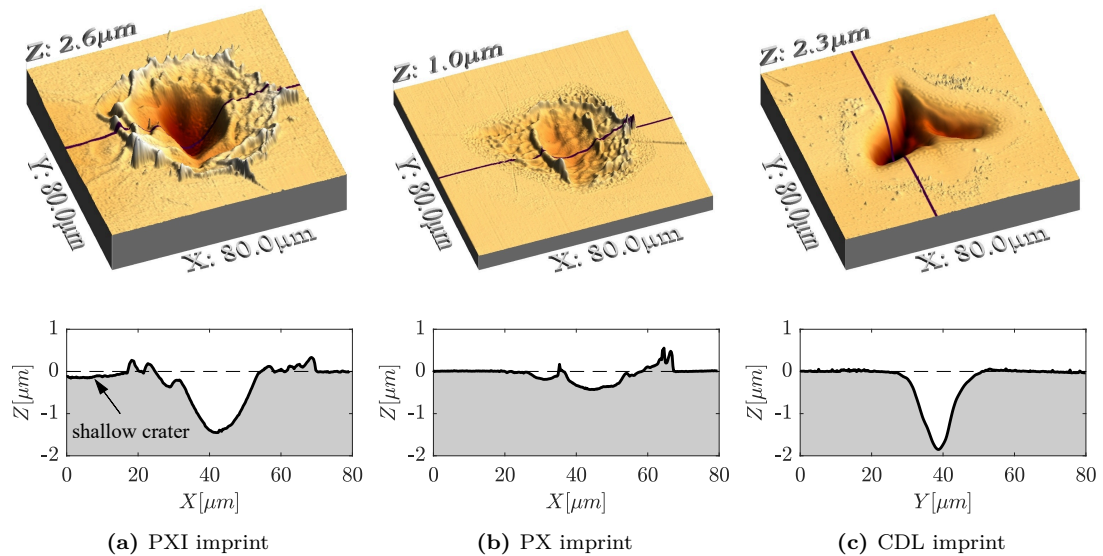 Z: 2.6μm
Y: 80.0μm
X: 80.0μm
Z: 1.0μm
Y: 80.0μm
X: 80.0μm
Z: 2.3μm
Y: 80.0μm
X: 80.0μm
Z[μm]
1
0
-1
-2
shallow crater
0 20 40 60 80
X[μm]
Z[μm]
1
0
-1
-2
0 20 40 60 80
X[μm]
Z[μm]
1
0
-1
-2
0 20 40 60 80
Y[μm]
(a) PXI imprint
(b) PX imprint
(c) CDL imprint